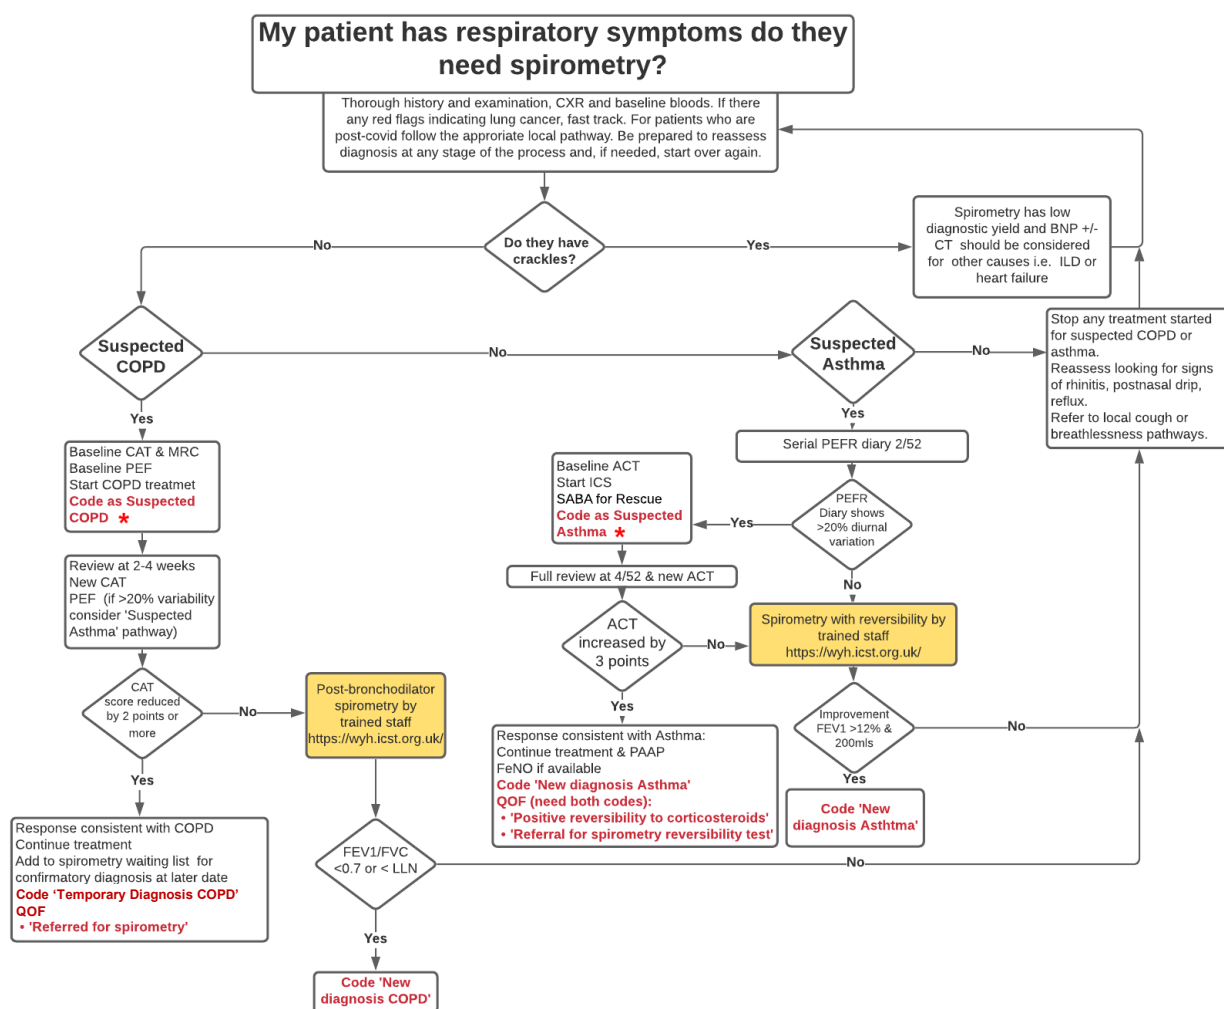 My patient has respiratory symptoms do they
need spirometry?
Thorough history and examination, CXR and baseline bloods. If there
any red flags indicating lung cancer, fast track. For patients who are
post-covid follow the approriate local pathway. Be prepared to reassess
diagnosis at any stage of the process and, if needed, start over again.
Do they have
crackles?
No
Yes
Spirometry has low
diagnostic yield and BNP +/-
CT should be considered
for other causes i.e. ILD or
heart failure
Suspected
COPD
No
Suspected
Asthma
No
Stop any treatment started
for suspected COPD or
asthma.
Reassess looking for signs
of rhinitis, postnasal drip,
reflux.
Refer to local cough or
breathlessness pathways.
Yes
Baseline CAT & MRC
Baseline PEF
Start COPD treatmet
Code as Suspected
COPD *
Review at 2-4 weeks
New CAT
PEF (if >20% variability
consider 'Suspected
Asthma' pathway)
CAT
score reduced
by 2 points or
more
No
Yes
Response consistent with COPD
Continue treatment
Add to spirometry waiting list for
confirmatory diagnosis at later date
Code ‘Temporary Diagnosis COPD’
QOF
• 'Referred for spirometry'
Post-bronchodilator
spirometry by
trained staff
https://wyh.icst.org.uk/
FEV1/FVC
<0.7 or < LLN
No
Yes
Code 'New
diagnosis COPD'
Yes
Serial PEFR diary 2/52
PEFR
Diary shows
>20% diurnal
variation
Yes
No
Baseline ACT
Start ICS
SABA for Rescue
Code as Suspected
Asthma *
Full review at 4/52 & new ACT
ACT
increased by
3 points
No
Yes
Response consistent with Asthma:
Continue treatment & PAAP
FeNO if available
Code 'New diagnosis Asthma'
QOF (need both codes):
• 'Positive reversibility to corticosteroids'
• 'Referral for spirometry reversibility test'
Spirometry with reversibility by
trained staff
https://wyh.icst.org.uk/
Improvement
FEV1 >12% &
200mls
No
Yes
Code 'New
diagnosis Asthtma'